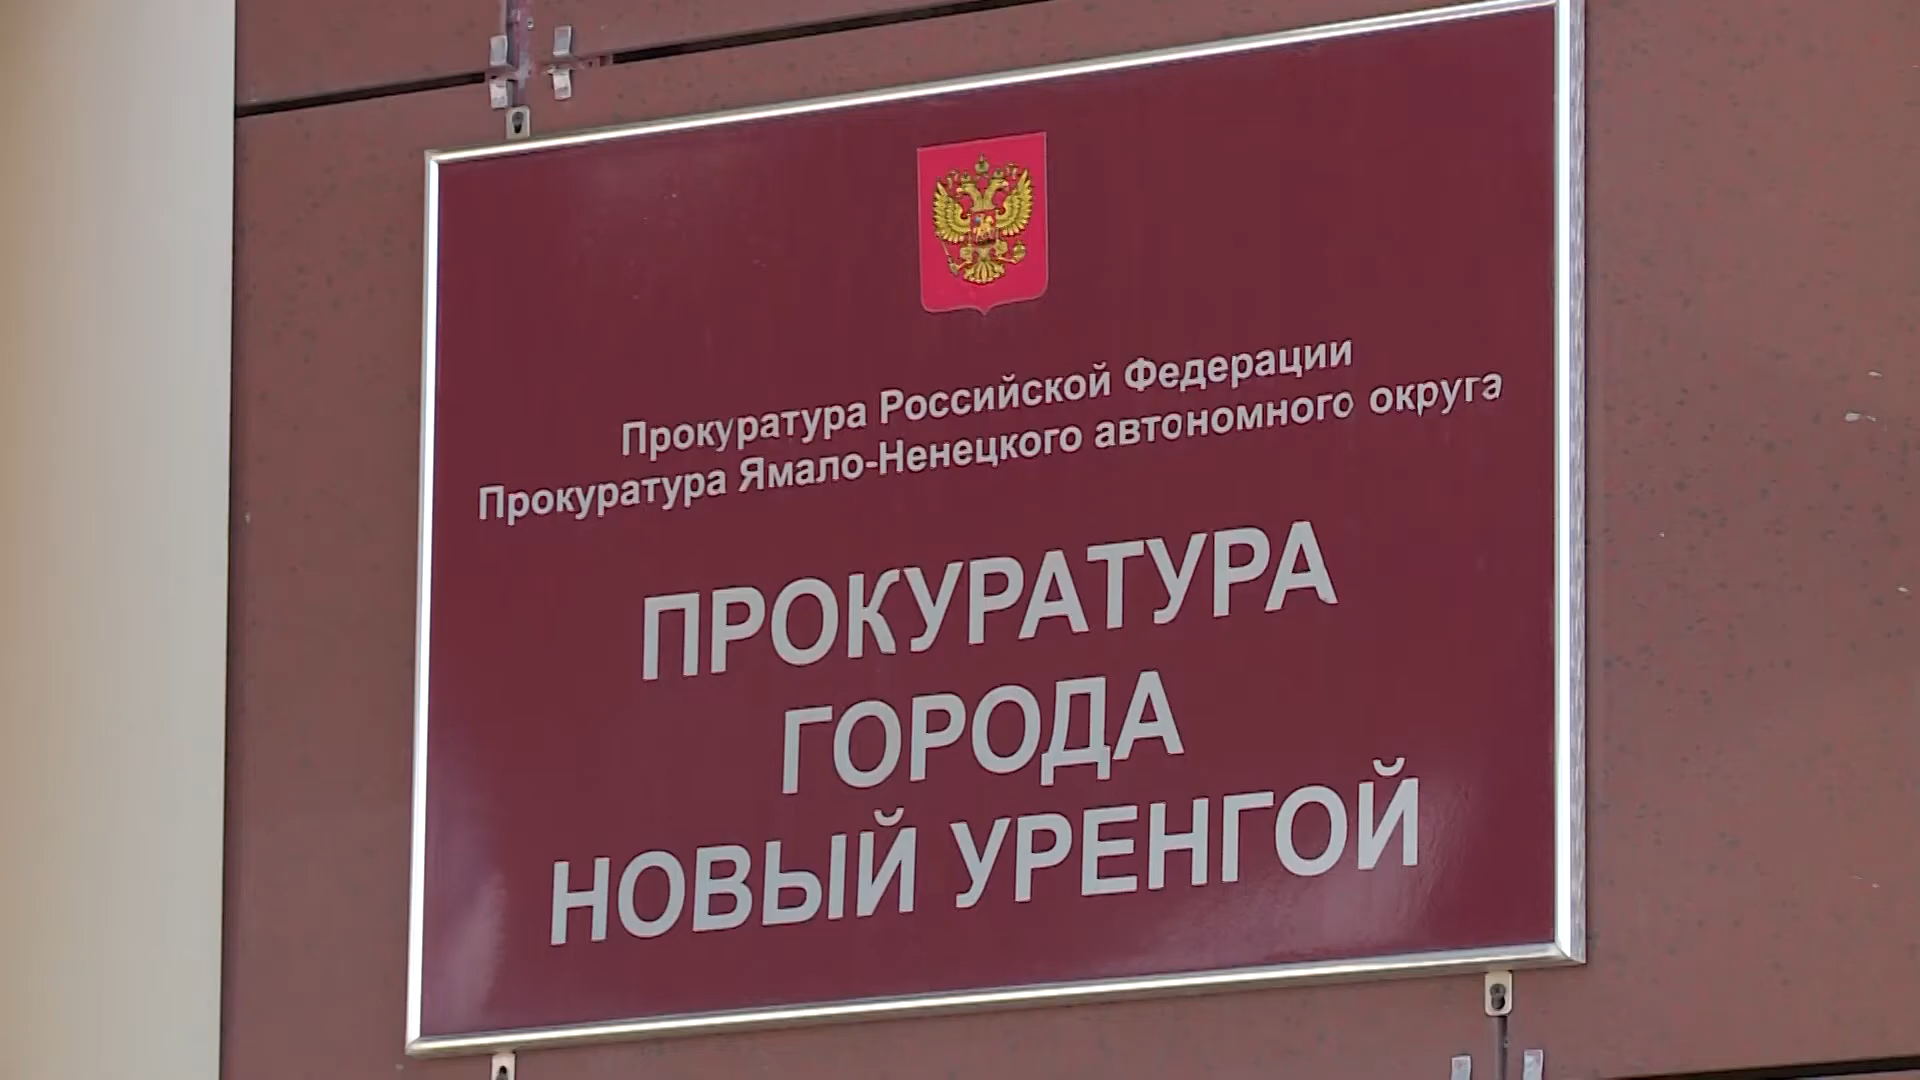 Прокуратура Российской Федерации
Прокуратура Ямало-Ненецкого автономного округа
ПРОКУРАТУРА
ГОРОДА
НОВЫЙ УРЕНГОЙ